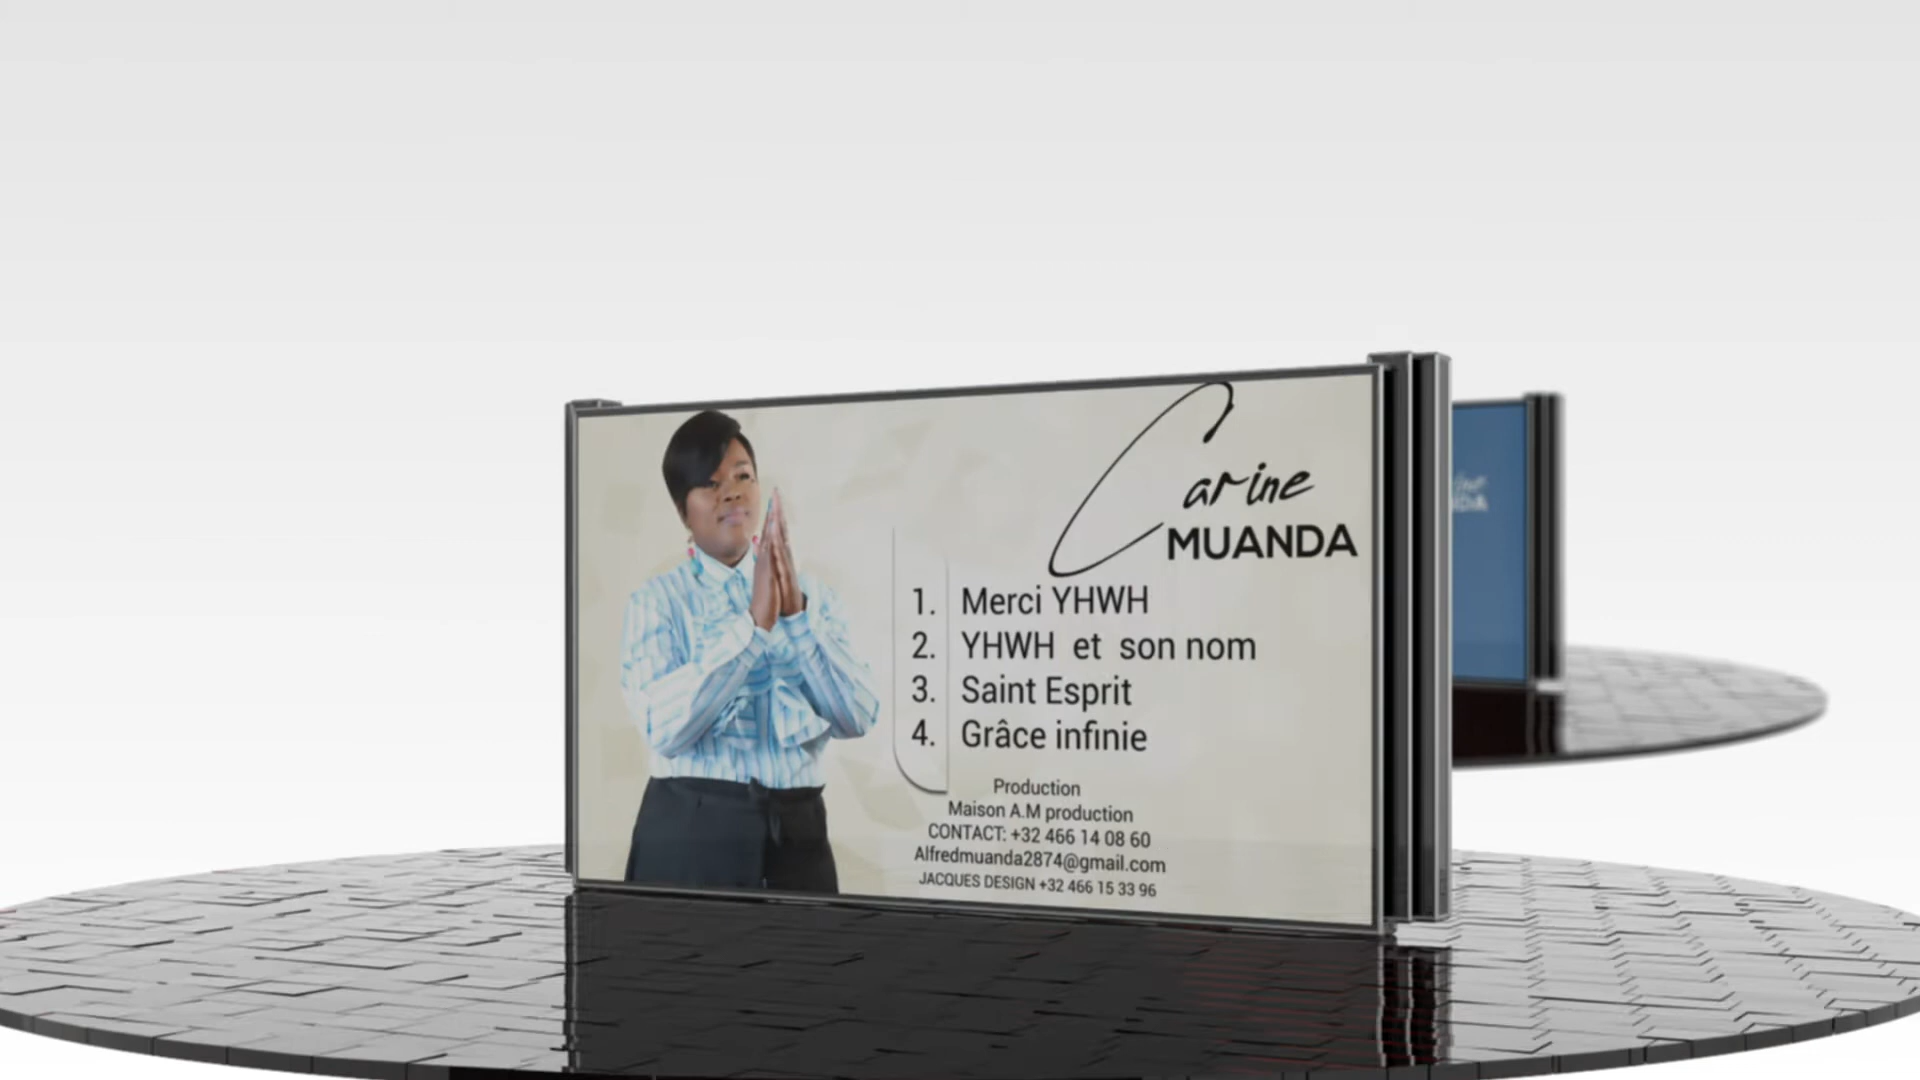 Carine
MUANDA
1. Merci YHWH
2. YHWH et son nom
3. Saint Esprit
4. Grâce infinie
Production
Maison A.M production
CONTACT: +32 466 14 08 60
Alfredmuanda2874@gmail.com
JACQUES DESIGN +32 466 15 33 96